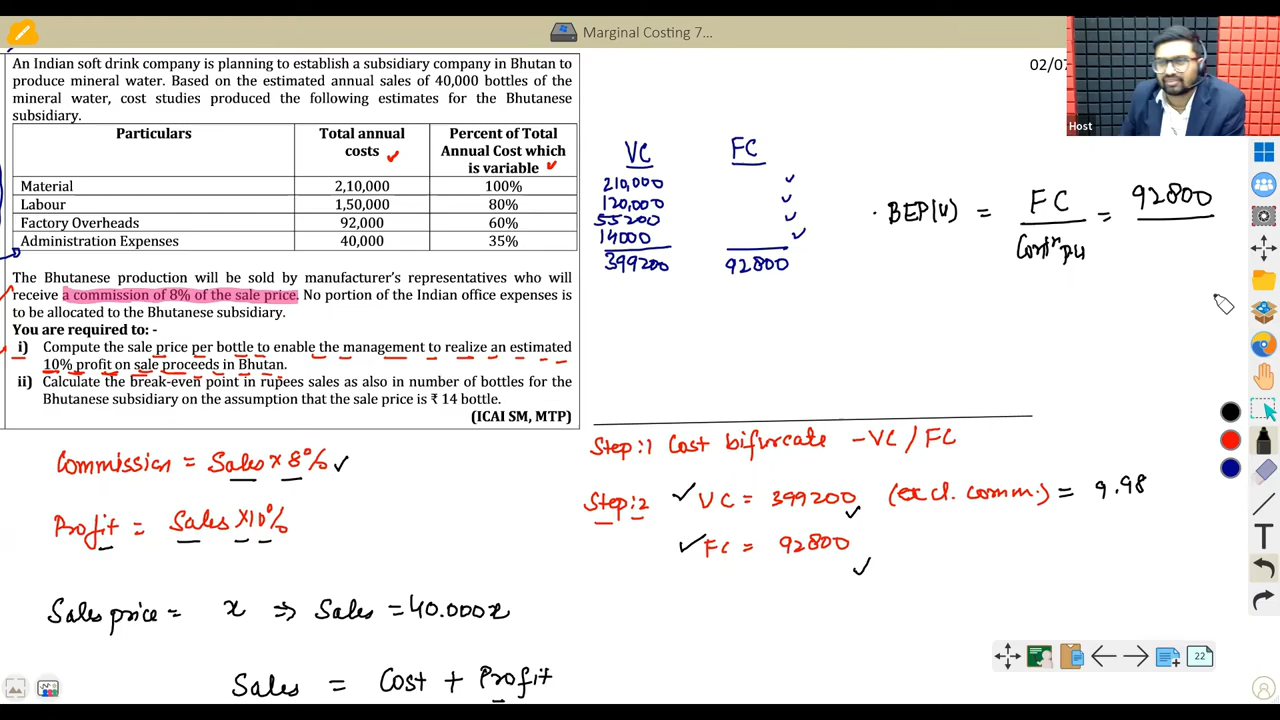 Marginal Costing 7...
02/07
Host
An Indian soft drink company is planning to establish a subsidiary company in Bhutan to
produce mineral water. Based on the estimated annual sales of 40,000 bottles of the
mineral water, cost studies produced the following estimates for the Bhutanese
subsidiary.
Particulars Total annual costs Percent of Total Annual Cost which is variable
Material 2,10,000 100%
Labour 1,50,000 80%
Factory Overheads 92,000 60%
Administration Expenses 40,000 35%
The Bhutanese production will be sold by manufacturer's representatives who will
receive a commission of 8% of the sale price. No portion of the Indian office expenses is
to be allocated to the Bhutanese subsidiary.
You are required to: -
i) Compute the sale price per bottle to enable the management to realize an estimated
10% profit on sale proceeds in Bhutan.
ii) Calculate the break-even point in rupees sales as also in number of bottles for the
Bhutanese subsidiary on the assumption that the sale price is ₹ 14 bottle.
(ICAI SM, MTP)
Commission = Sales x 8%
Profit = Sales x10%
Sales price = x ⇒ Sales = 40.000x
Sales = Cost + Profit
VC FC
210,000
120,000
55200
14000
399200 92800
BEP(U) = FC = 92800
Step:1 Cost bifurcate - VC / FC
Step:2 VC = 399200 (excl. comm.) = 9.98
FC = 92800
22